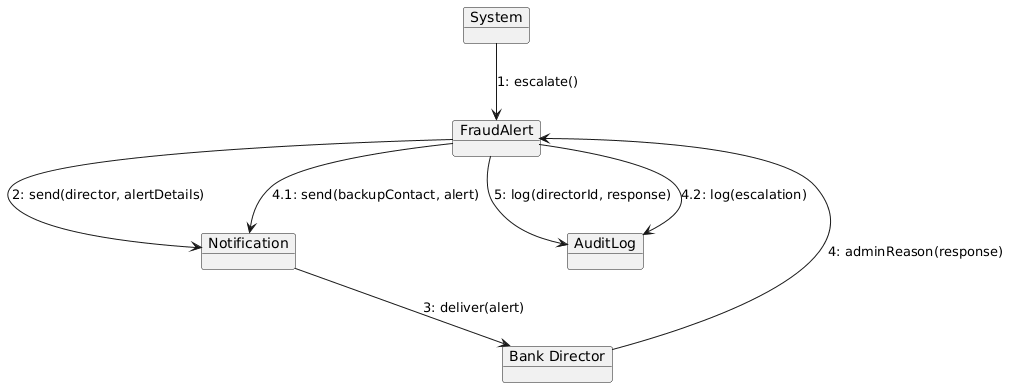 System
1: escalate()
FraudAlert
2: send(director, alertDetails)
4.1: send(backupContact, alert)
5: log(directorId, response)
4.2: log(escalation)
Notification
AuditLog
4: adminReason(response)
3: deliver(alert)
Bank Director